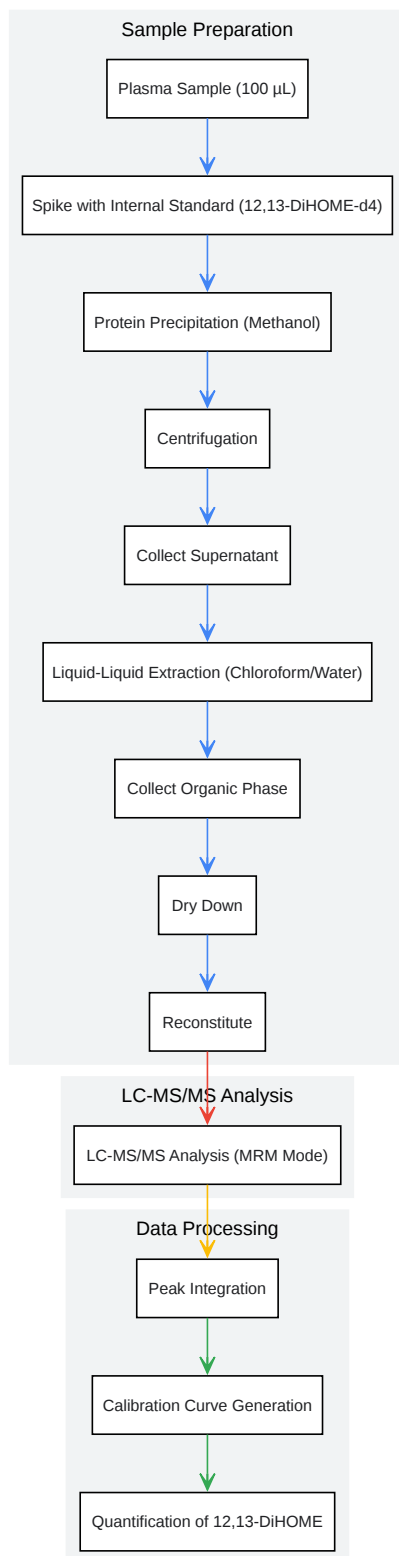 Sample Preparation
Plasma Sample (100 µL)
Spike with Internal Standard (12,13-DiHOME-d4)
Protein Precipitation (Methanol)
Centrifugation
Collect Supernatant
Liquid-Liquid Extraction (Chloroform/Water)
Collect Organic Phase
Dry Down
Reconstitute
LC-MS/MS Analysis
LC-MS/MS Analysis (MRM Mode)
Data Processing
Peak Integration
Calibration Curve Generation
Quantification of 12,13-DiHOME